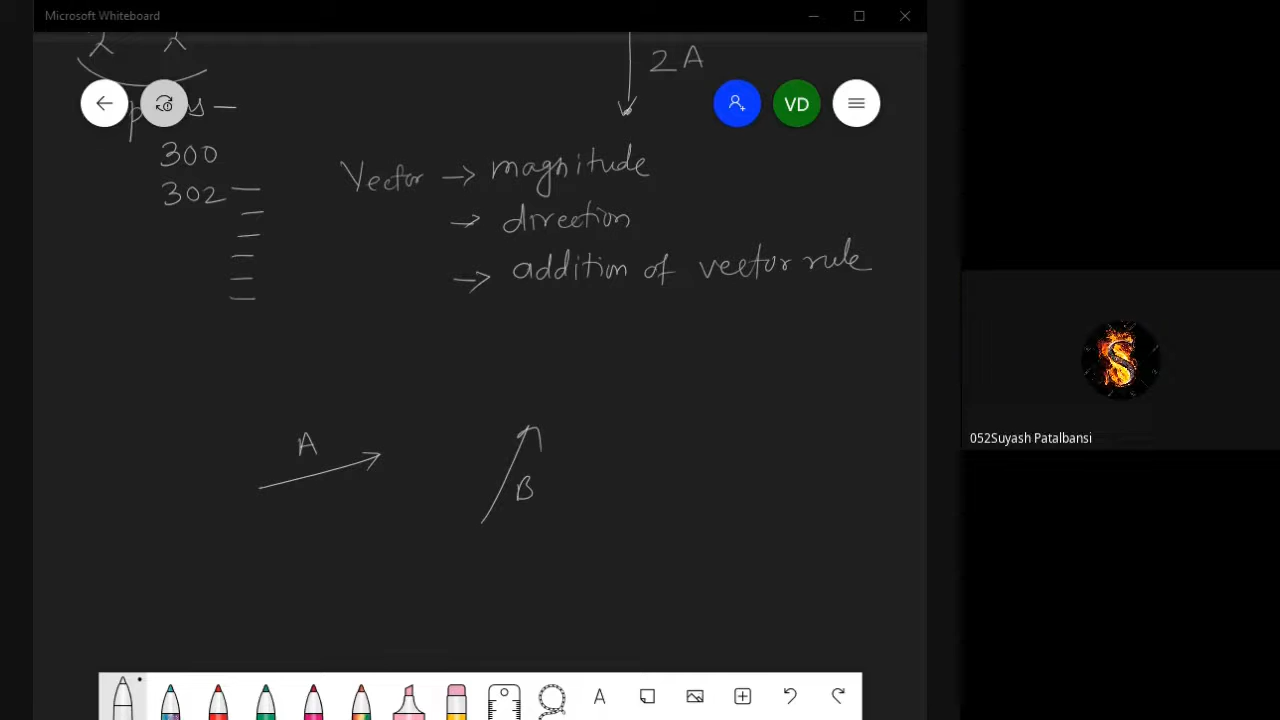 Microsoft Whiteboard
2A
300
302 —
Vector → magnitude
→ direction
→ addition of vector rule
VD
A
B
052Suyash Patalbansi
A